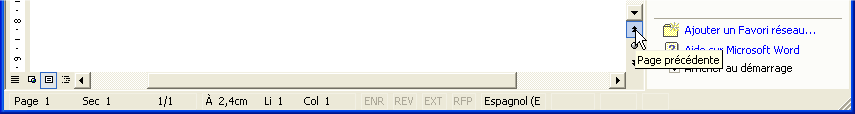 Ajouter un Favori réseau...
Aide sur Microsoft Word
Page précédente
Afficher au démarrage
Page 1 Sec 1 1/1 À 2,4cm Li 1 Col 1 ENR REV EXT RFP Espagnol (E